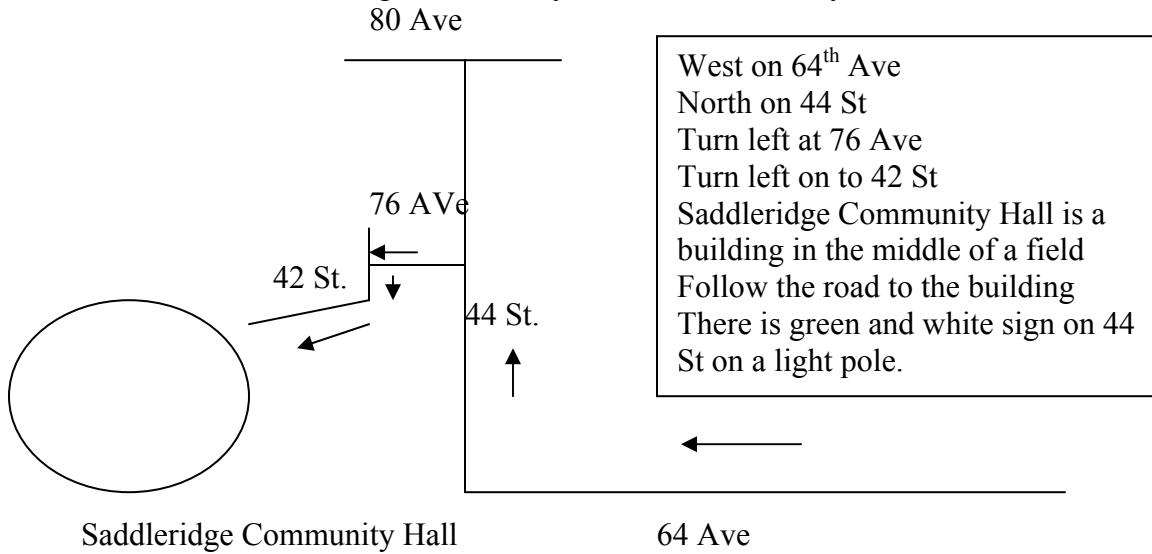 80 Ave
West on 64th Ave
North on 44 St
Turn left at 76 Ave
Turn left on to 42 St
Saddleridge Community Hall is a
building in the middle of a field
Follow the road to the building
There is green and white sign on 44
St on a light pole.
76 AVe
42 St.
44 St.
Saddleridge Community Hall
64 Ave